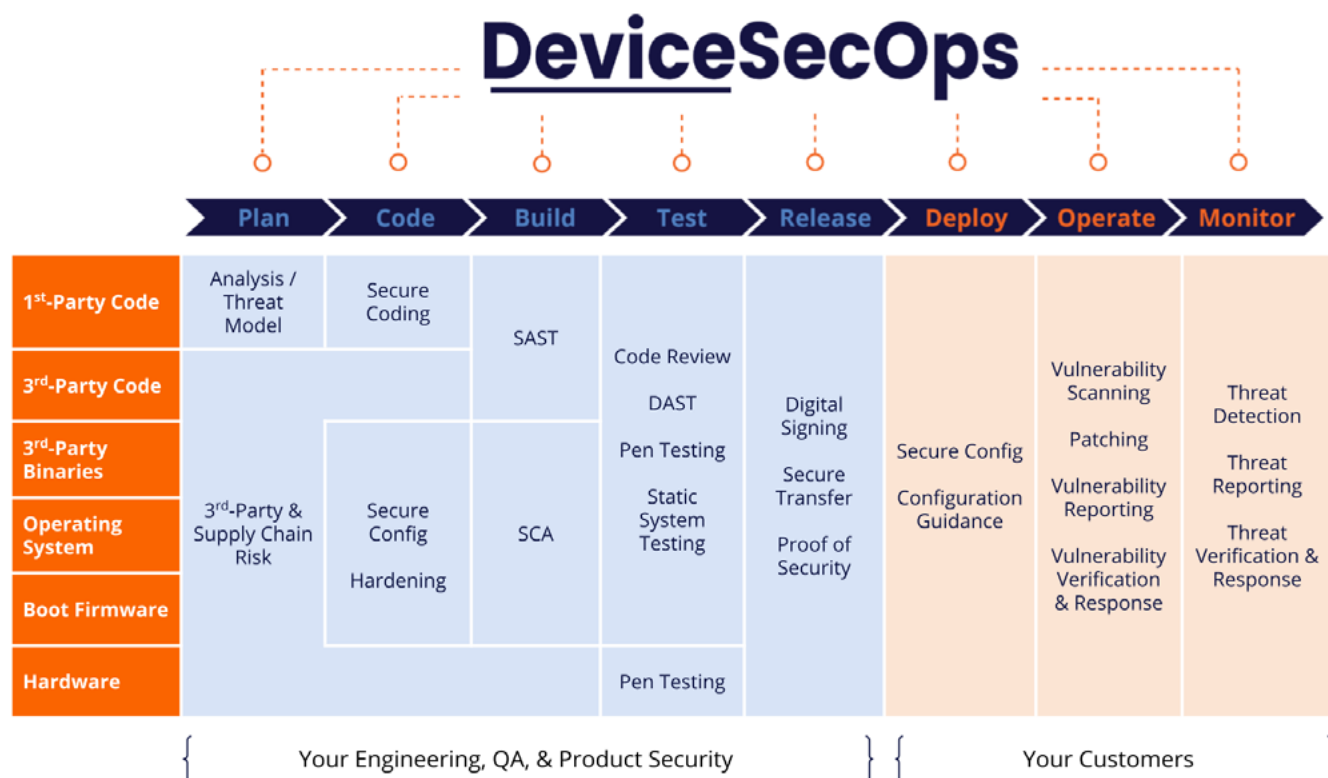 DeviceSecOps
Plan
Code
Build
Test
Release
Deploy
Operate
Monitor
1st-Party Code
3rd-Party Code
3rd-Party
Binaries
Operating
System
Boot Firmware
Hardware
Analysis /
Threat
Model
3rd-Party &
Supply Chain
Risk
Secure
Coding
Secure
Config
Hardening
SAST
SCA
Code Review
DAST
Pen Testing
Static
System
Testing
Pen Testing
Digital
Signing
Secure
Transfer
Proof of
Security
Secure Config
Configuration
Guidance
Vulnerability
Scanning
Patching
Vulnerability
Reporting
Vulnerability
Verification
& Response
Threat
Detection
Threat
Reporting
Threat
Verification &
Response
Your Engineering, QA, & Product Security
Your Customers